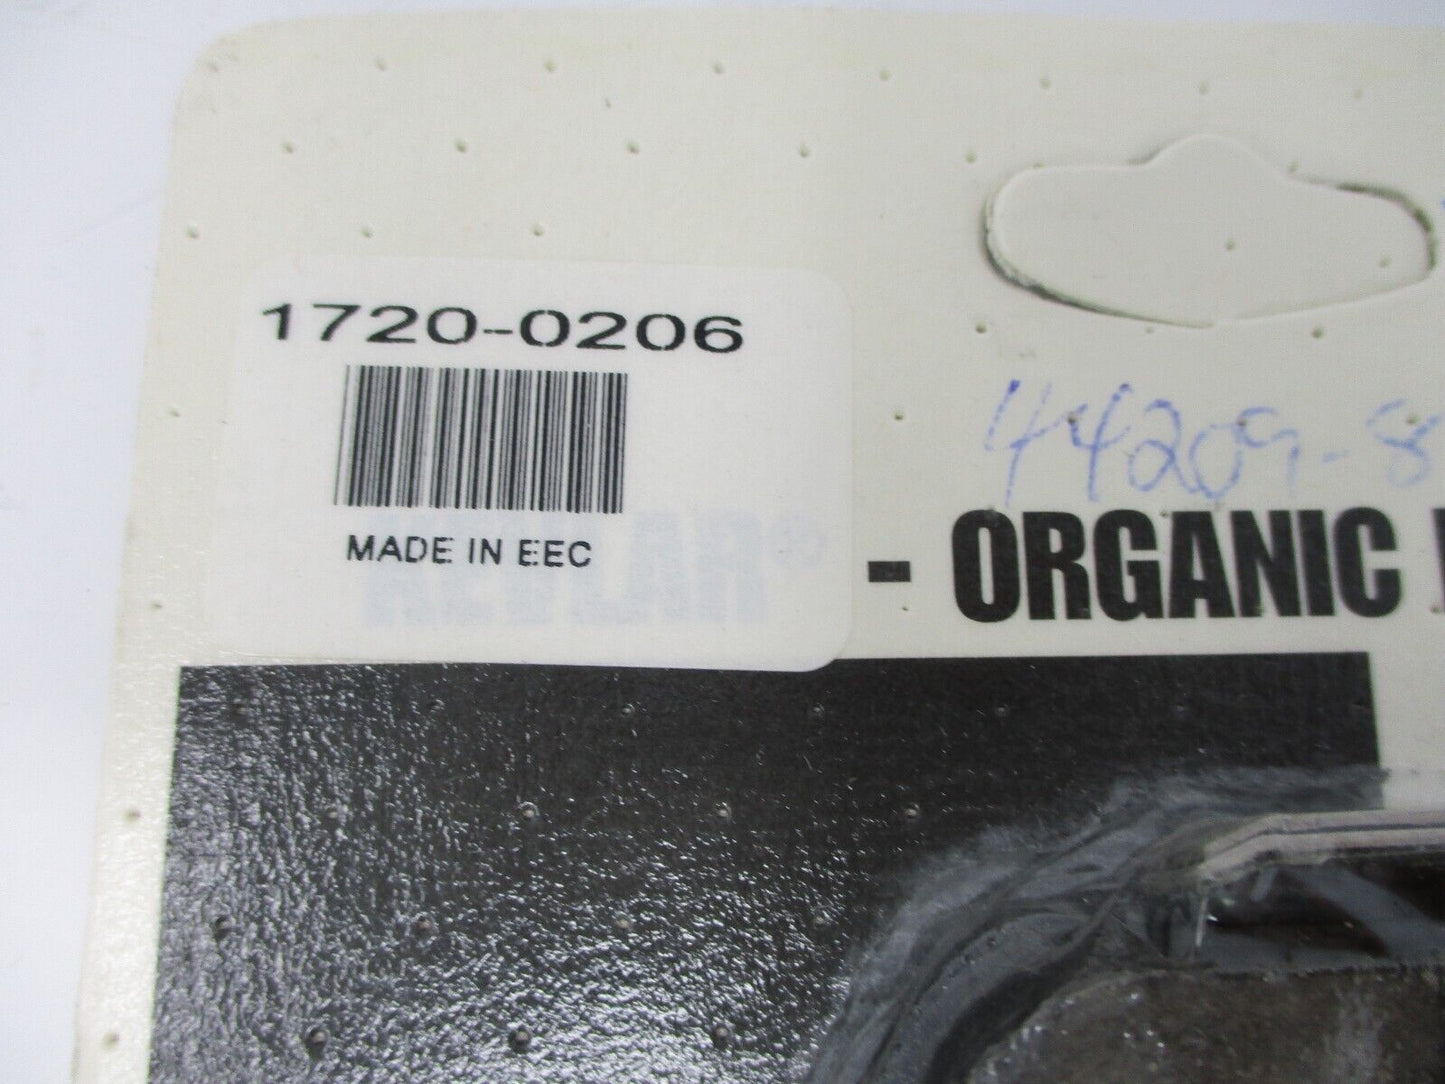 1720-0206
44209-8
MADE IN EEC
KEVLAR® - ORGANIC